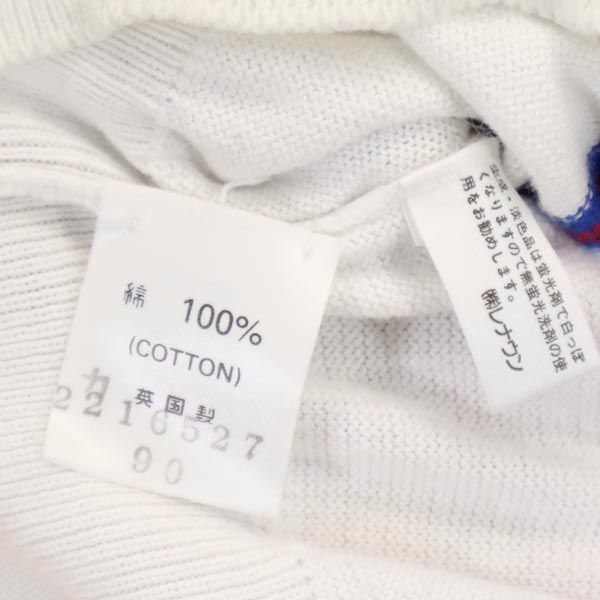 綿 100%
(COTTON)
英国製
カ
2216527
90
生成・淡色品は蛍光剤で白っぽ
くなりますので無蛍光洗剤の使
用をお勧めします。
㈱レナウン